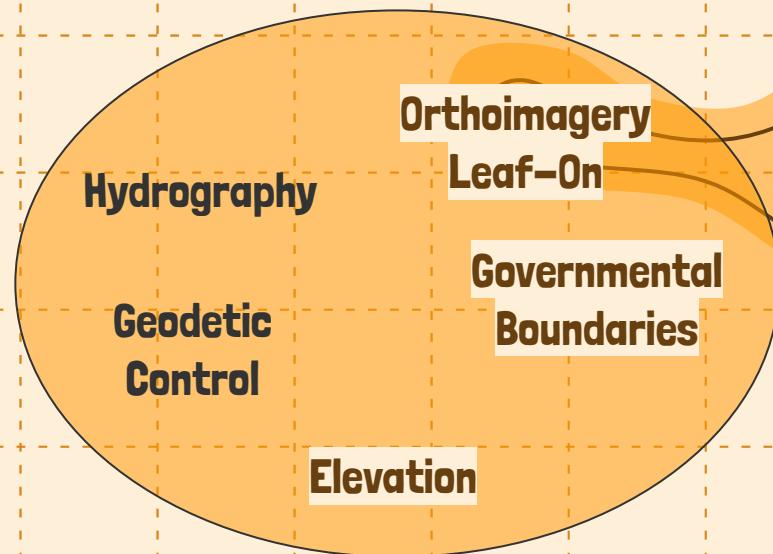 Orthoimagery
Leaf-On
Hydrography
Governmental
Boundaries
Geodetic
Control
Elevation